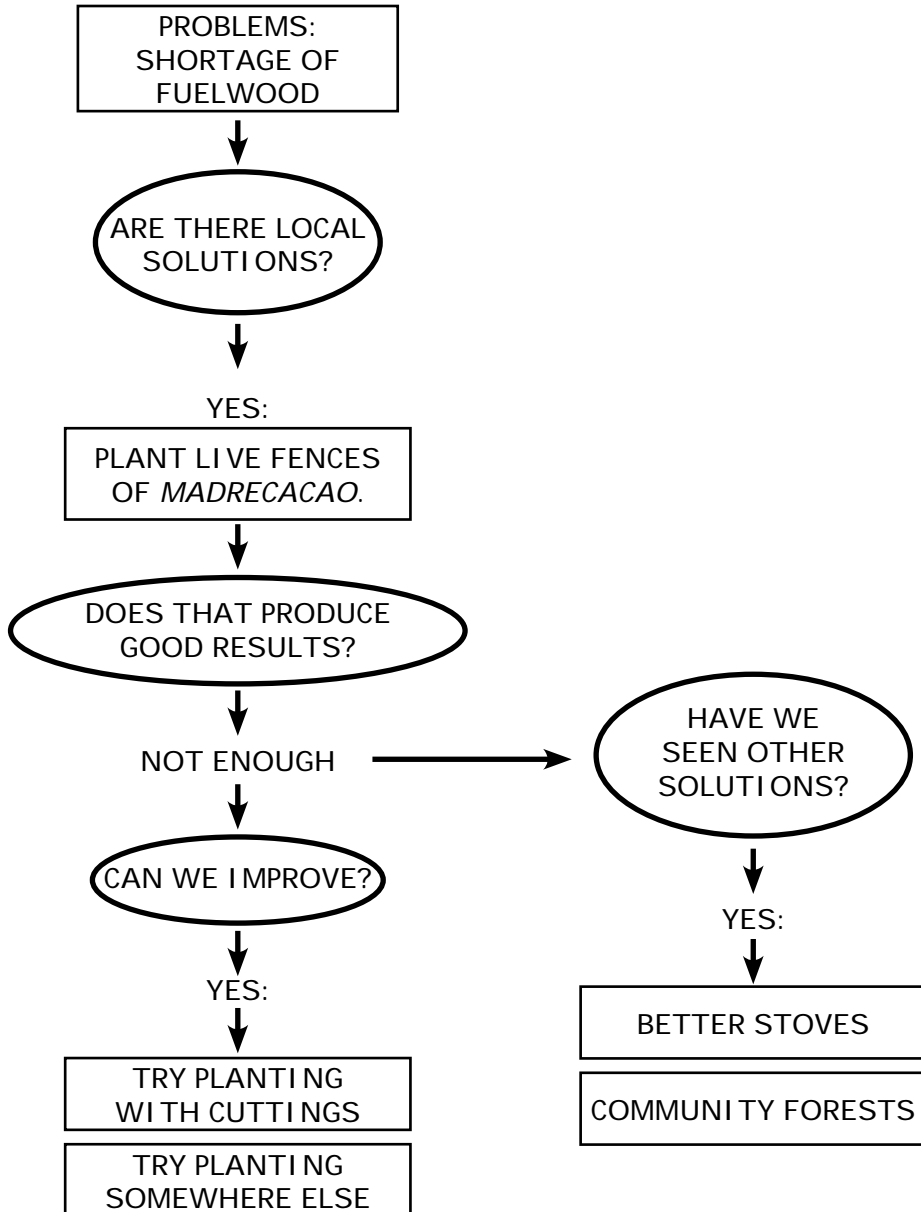 PROBLEMS:
SHORTAGE OF
FUELWOOD
ARE THERE LOCAL
SOLUTIONS?
YES:
PLANT LIVE FENCES
OF MADRECACAO.
DOES THAT PRODUCE
GOOD RESULTS?
NOT ENOUGH
CAN WE IMPROVE?
YES:
TRY PLANTING
WITH CUTTINGS
TRY PLANTING
SOMEWHERE ELSE
HAVE WE
SEEN OTHER
SOLUTIONS?
YES:
BETTER STOVES
COMMUNITY FORESTS